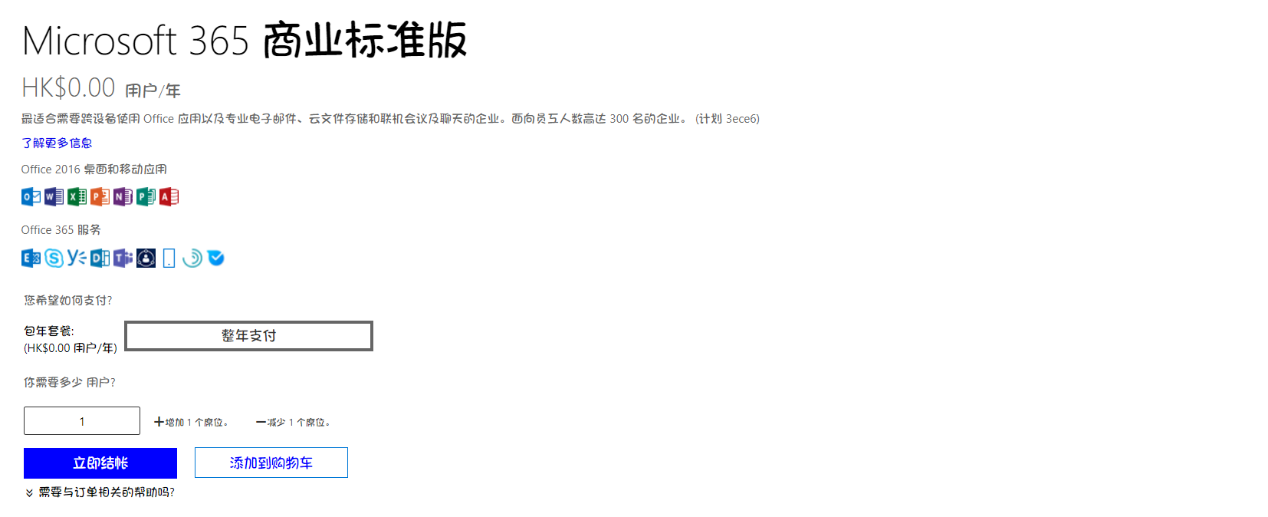 Microsoft 365 商业标准版
HK$0.00 用户/年
最适合需要跨设备使用 Office 应用以及专业电子邮件、云文件存储和联机会议及聊天的企业。面向员工人数高达 300 名的企业。 (计划 3ece6)
了解更多信息
Office 2016 桌面和移动应用
Office 365 服务
您希望如何支付?
包年套餐:
(HK$0.00 用户/年)
整年支付
你需要多少 用户?
1
增加 1 个席位。
减少 1 个席位。
立即结帐
添加到购物车
需要与订单相关的帮助吗?